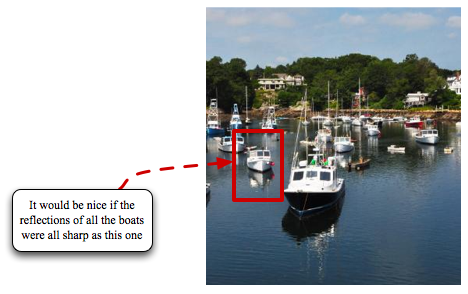 It would be nice if the
reflections of all the boats
were all sharp as this one